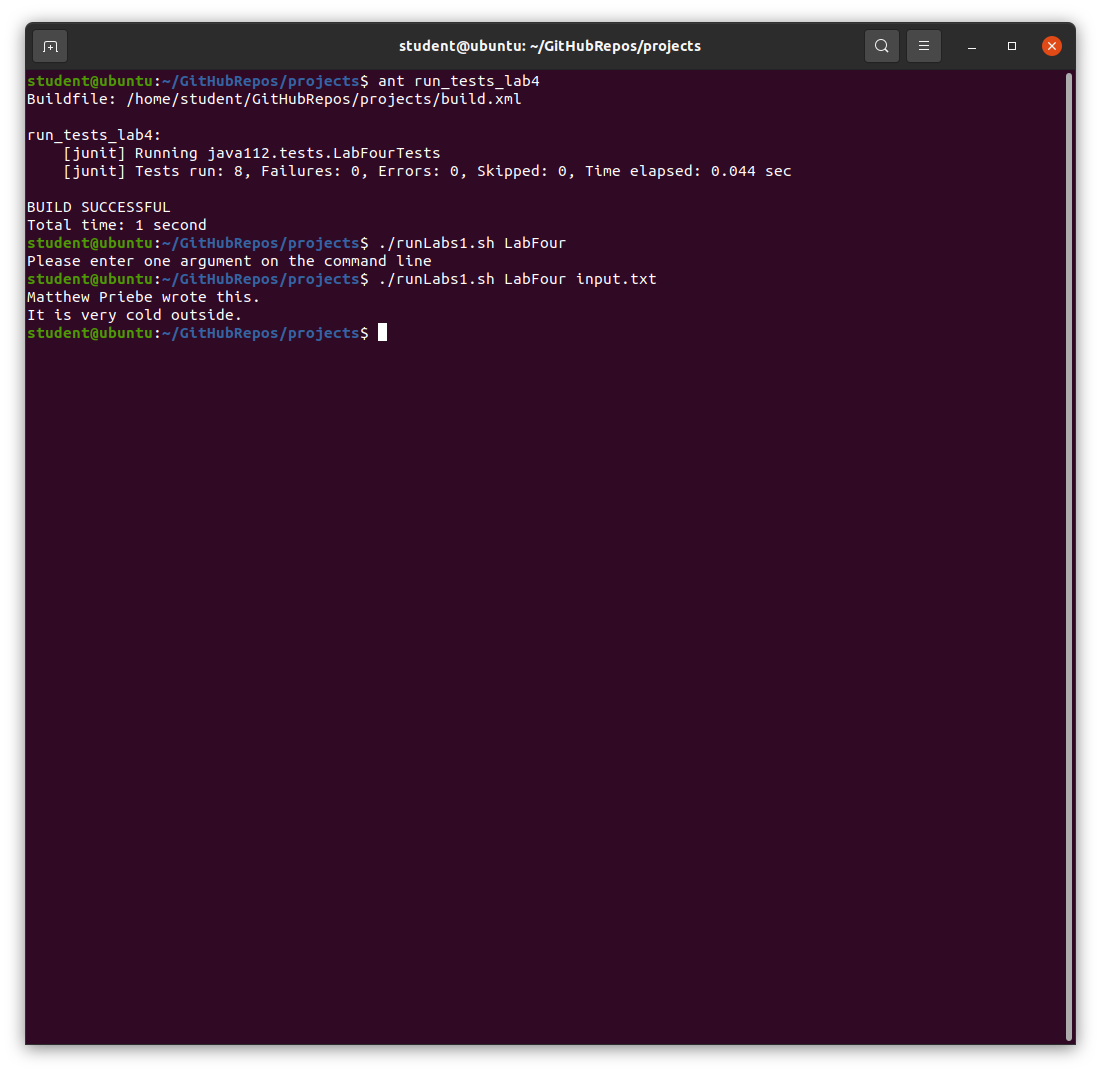 student@ubuntu: ~/GitHubRepos/projects
student@ubuntu:~/GitHubRepos/projects$ ant run_tests_lab4
Buildfile: /home/student/GitHubRepos/projects/build.xml

run_tests_lab4:
    [junit] Running java112.tests.LabFourTests
    [junit] Tests run: 8, Failures: 0, Errors: 0, Skipped: 0, Time elapsed: 0.044 sec

BUILD SUCCESSFUL
Total time: 1 second
student@ubuntu:~/GitHubRepos/projects$ ./runLabs1.sh LabFour
Please enter one argument on the command line
student@ubuntu:~/GitHubRepos/projects$ ./runLabs1.sh LabFour input.txt
Matthew Priebe wrote this.
It is very cold outside.
student@ubuntu:~/GitHubRepos/projects$